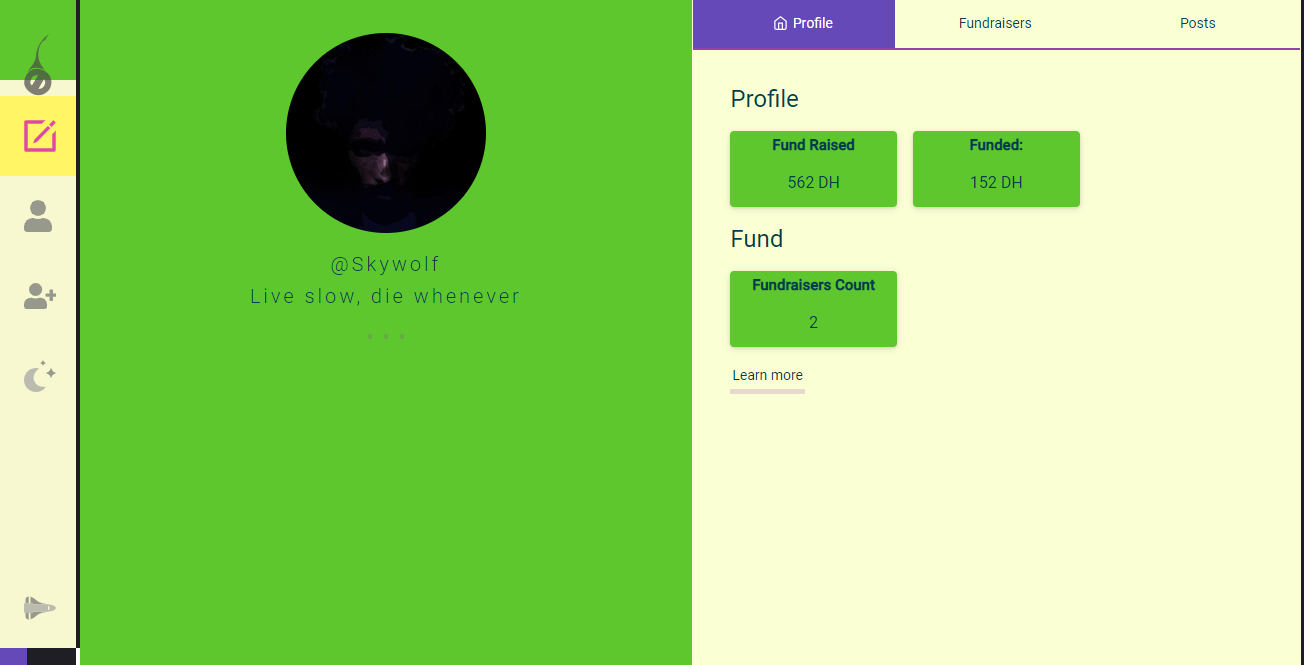 @Skywolf
Live slow, die whenever
Profile
Fundraisers
Posts
Profile
Fund Raised
562 DH
Funded:
152 DH
Fund
Fundraisers Count
2
Learn more